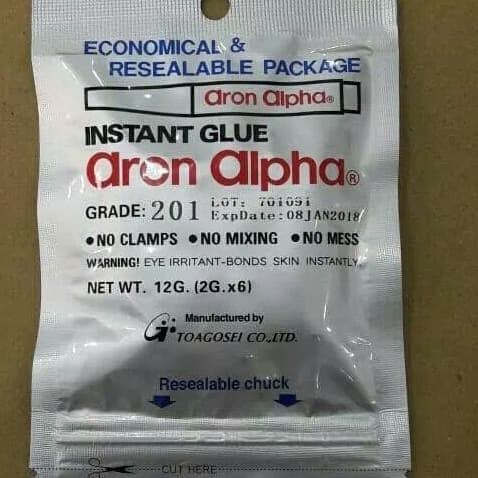 ECONOMICAL &
RESEALABLE PACKAGE
aron alpha®
INSTANT GLUE
aron alpha®
GRADE: 201 LOT: 701091
ExpDate: 08JAN2018
•NO CLAMPS •NO MIXING •NO MESS
WARNING! EYE IRRITANT-BONDS SKIN INSTANTLY.
NET WT. 12G. (2G.x6)
Manufactured by
TOAGOSEI CO.,LTD.
Resealable chuck
CUT HERE